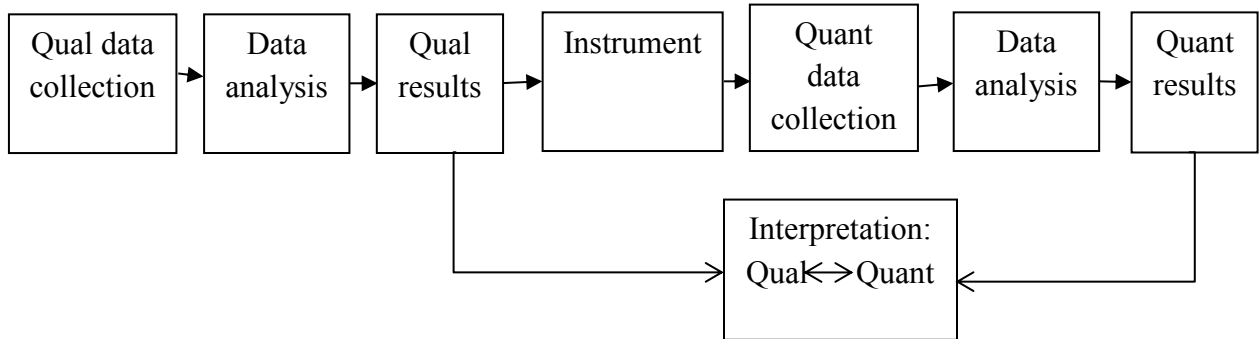 Qual data
collection
Data
analysis
Qual
results
Instrument
Quant
data
collection
Data
analysis
Quant
results
Interpretation:
Qual Quant